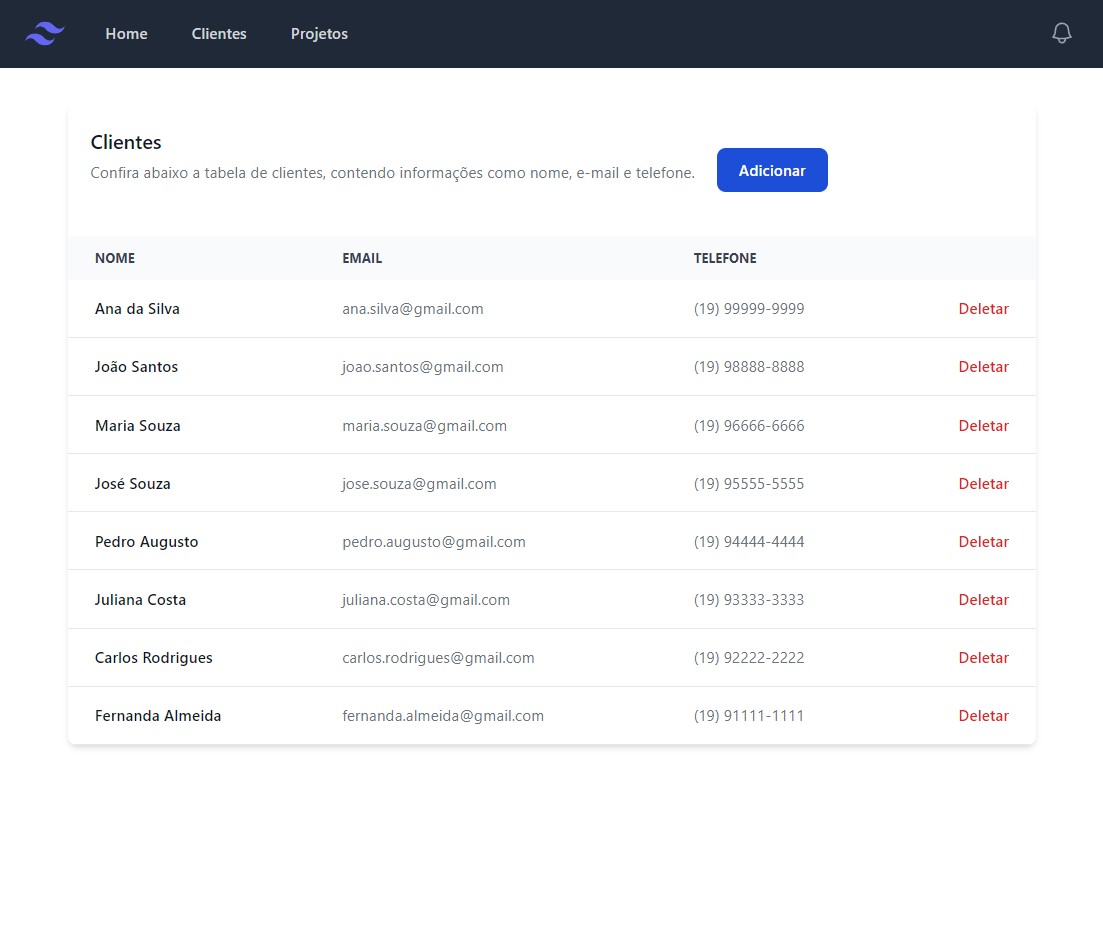 Home Clientes Projetos
Clientes
Confira abaixo a tabela de clientes, contendo informações como nome, e-mail e telefone.
Adicionar
NOME EMAIL TELEFONE
Ana da Silva ana.silva@gmail.com (19) 99999-9999 Deletar
João Santos joao.santos@gmail.com (19) 98888-8888 Deletar
Maria Souza maria.souza@gmail.com (19) 96666-6666 Deletar
José Souza jose.souza@gmail.com (19) 95555-5555 Deletar
Pedro Augusto pedro.augusto@gmail.com (19) 94444-4444 Deletar
Juliana Costa juliana.costa@gmail.com (19) 93333-3333 Deletar
Carlos Rodrigues carlos.rodrigues@gmail.com (19) 92222-2222 Deletar
Fernanda Almeida fernanda.almeida@gmail.com (19) 91111-1111 Deletar